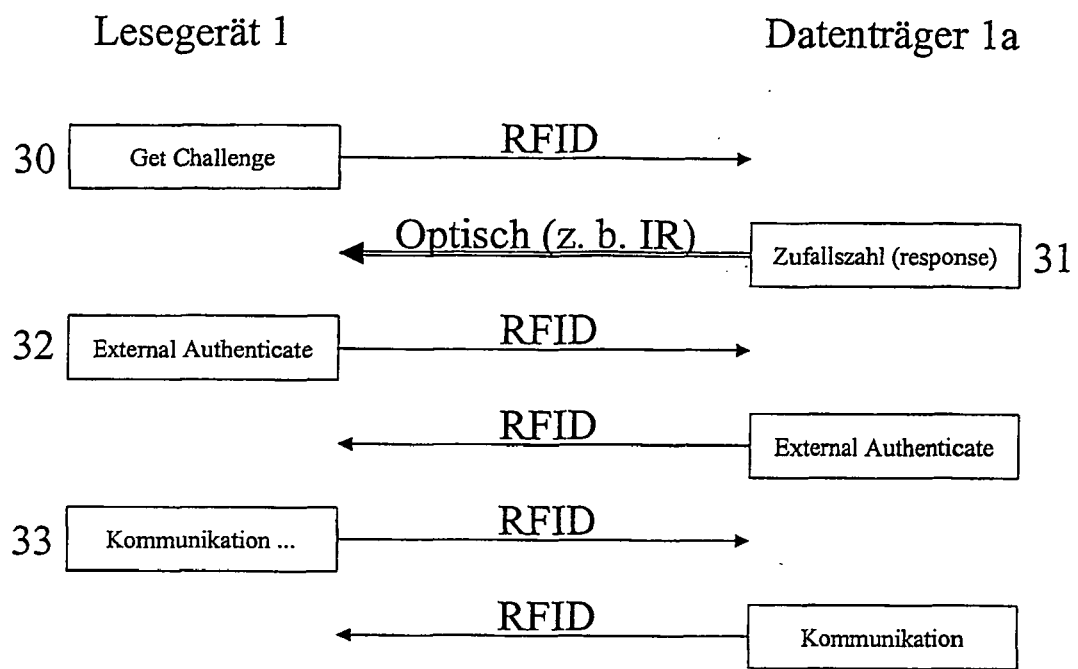 Lesegerät 1
Datenträger 1a
30
Get Challenge
RFID
Optisch (z. b. IR)
Zufallszahl (response)
31
32
External Authenticate
RFID
RFID
External Authenticate
33
Kommunikation ...
RFID
RFID
Kommunikation